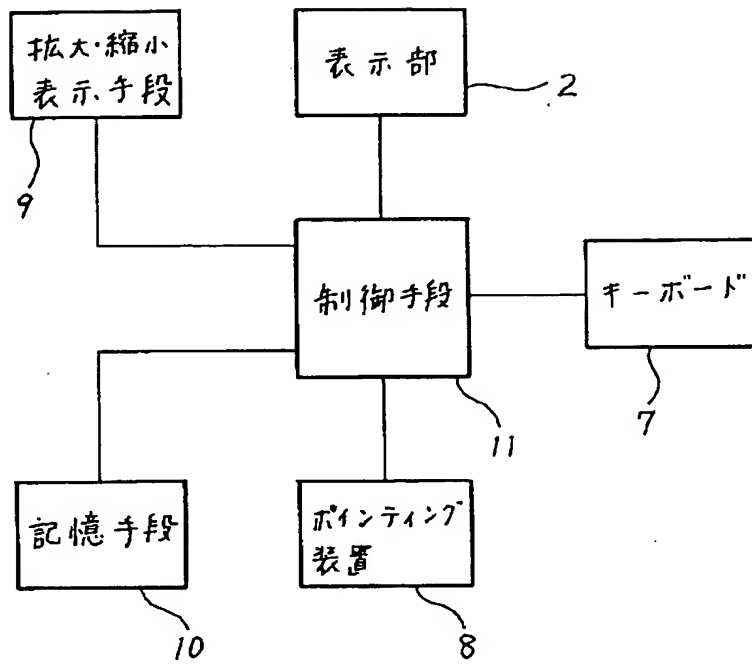 拡大・縮小
表示手段
9
表示部
2
制御手段
11
キーボード
7
記憶手段
10
ポインティング
装置
8